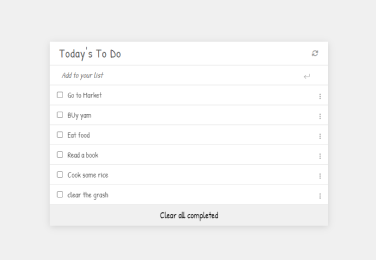 Today's To Do
Add to your list
Go to Market
BUy yam
Eat food
Read a book
Cook some rice
clear the grash
Clear all completed